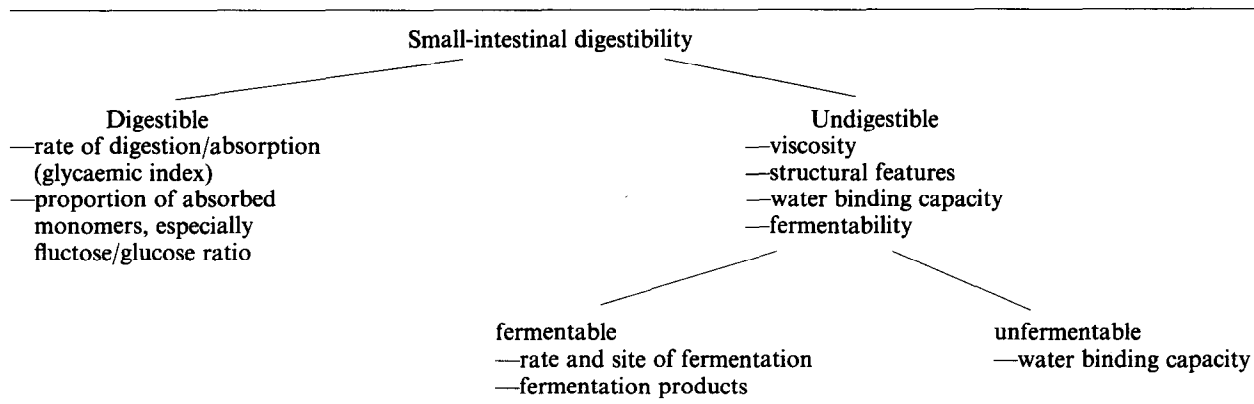 Small-intestinal digestibility
Digestible
—rate of digestion/absorption
(glycaemic index)
—proportion of absorbed
monomers, especially
fluctose/glucose ratio
Undigestible
—viscosity
—structural features
—water binding capacity
—fermentability
fermentable
—rate and site of fermentation
—fermentation products
unfermentable
—water binding capacity